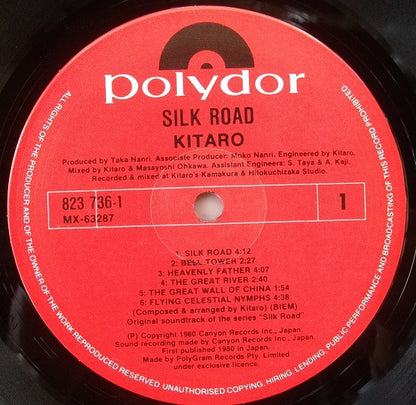 polydor
SILK ROAD
KITARO
Produced by Taka Nanri. Associate Producer: Moko Nanri. Engineered by Kitaro.
Mixed by Kitaro & Masayoshi Ohkawa. Assistant Engineers: S. Taya & A. Kaji.
Recorded & mixed at Kitaro's Kamakura & Hitokuchizaka Studio.
823 736-1
MX-63287
1
1: SILK ROAD 4:12
2: BELL TOWER 2:27
3: HEAVENLY FATHER 4:07
4: THE GREAT RIVER 2:40
5: THE GREAT WALL OF CHINA 1:54
6: FLYING CELESTIAL NYMPHS 4:38
(Composed & arranged by Kitaro) (BIEM)
Original soundtrack of the series "Silk Road".
(P) Copyright 1980 Canyon Records Inc., Japan.
Sound recording made by Canyon Records Inc., Japan.
First published 1980 in Japan.
Made by PolyGram Records Pty. Limited
under exclusive licence.
ALL RIGHTS OF THE PRODUCER AND OF THE OWNER OF THE WORK REPRODUCED RESERVED. UNAUTHORISED COPYING, HIRING, LENDING, PUBLIC PERFORMANCE AND BROADCASTING OF THIS RECORD PROHIBITED